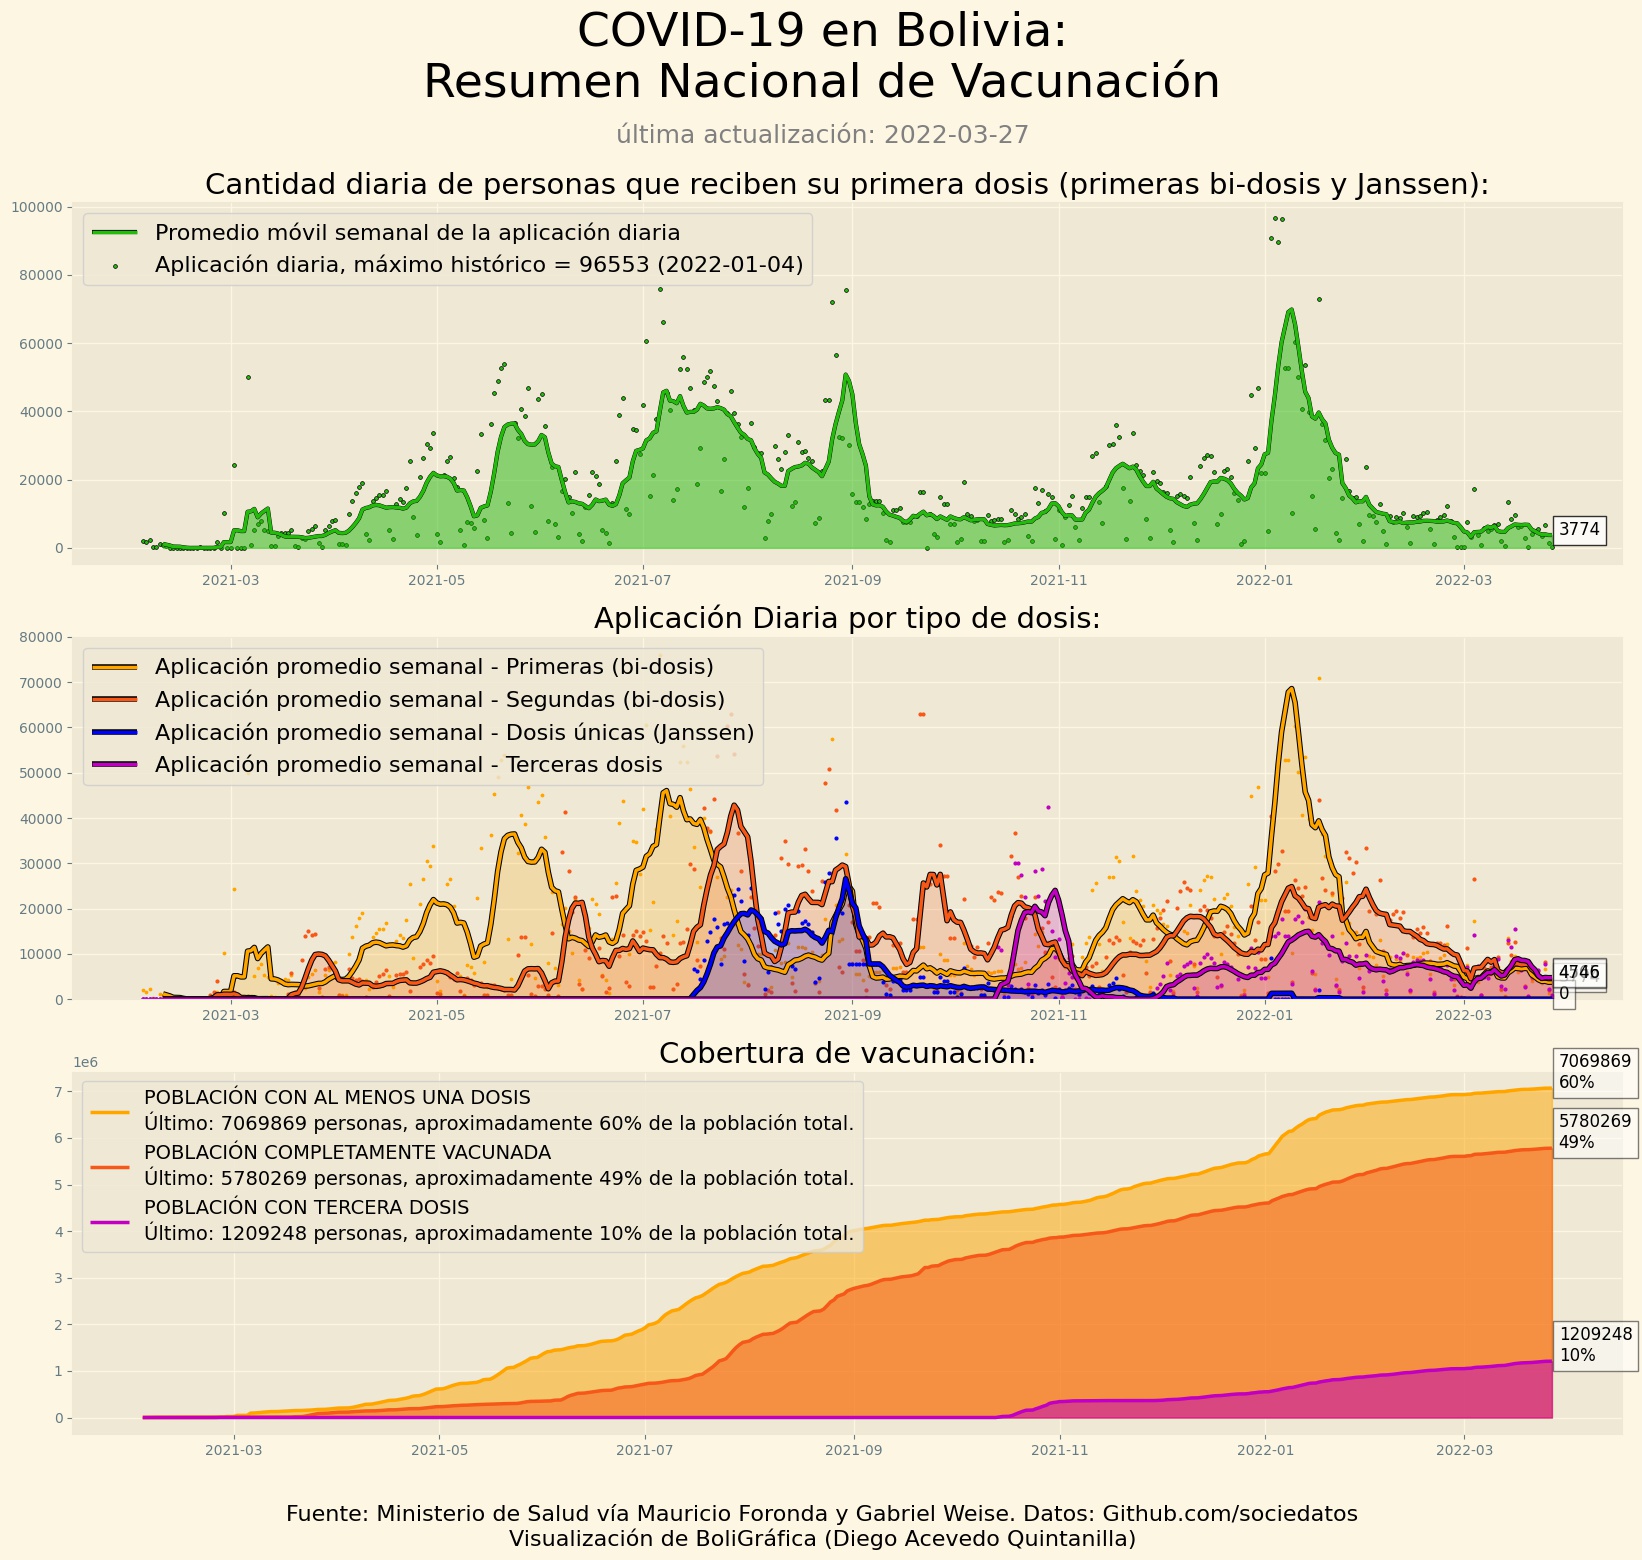 COVID-19 en Bolivia:
Resumen Nacional de Vacunación
última actualización: 2022-03-27
Cantidad diaria de personas que reciben su primera dosis (primeras bi-dosis y Janssen):
100000
80000
60000
40000
20000
0
Promedio móvil semanal de la aplicación diaria
Aplicación diaria, máximo histórico = 96553 (2022-01-04)
3774
2021-03 2021-05 2021-07 2021-09 2021-11 2022-01 2022-03
Aplicación Diaria por tipo de dosis:
80000
70000
60000
50000
40000
30000
20000
10000
0
Aplicación promedio semanal - Primeras (bi-dosis)
Aplicación promedio semanal - Segundas (bi-dosis)
Aplicación promedio semanal - Dosis únicas (Janssen)
Aplicación promedio semanal - Terceras dosis
0
2021-03 2021-05 2021-07 2021-09 2021-11 2022-01 2022-03
Cobertura de vacunación:
1e6
7
6
5
4
3
2
1
0
POBLACIÓN CON AL MENOS UNA DOSIS
Último: 7069869 personas, aproximadamente 60% de la población total.
POBLACIÓN COMPLETAMENTE VACUNADA
Último: 5780269 personas, aproximadamente 49% de la población total.
POBLACIÓN CON TERCERA DOSIS
Último: 1209248 personas, aproximadamente 10% de la población total.
7069869
60%
5780269
49%
1209248
10%
2021-03 2021-05 2021-07 2021-09 2021-11 2022-01 2022-03
Fuente: Ministerio de Salud vía Mauricio Foronda y Gabriel Weise. Datos: Github.com/sociedatos
Visualización de BoliGráfica (Diego Acevedo Quintanilla)